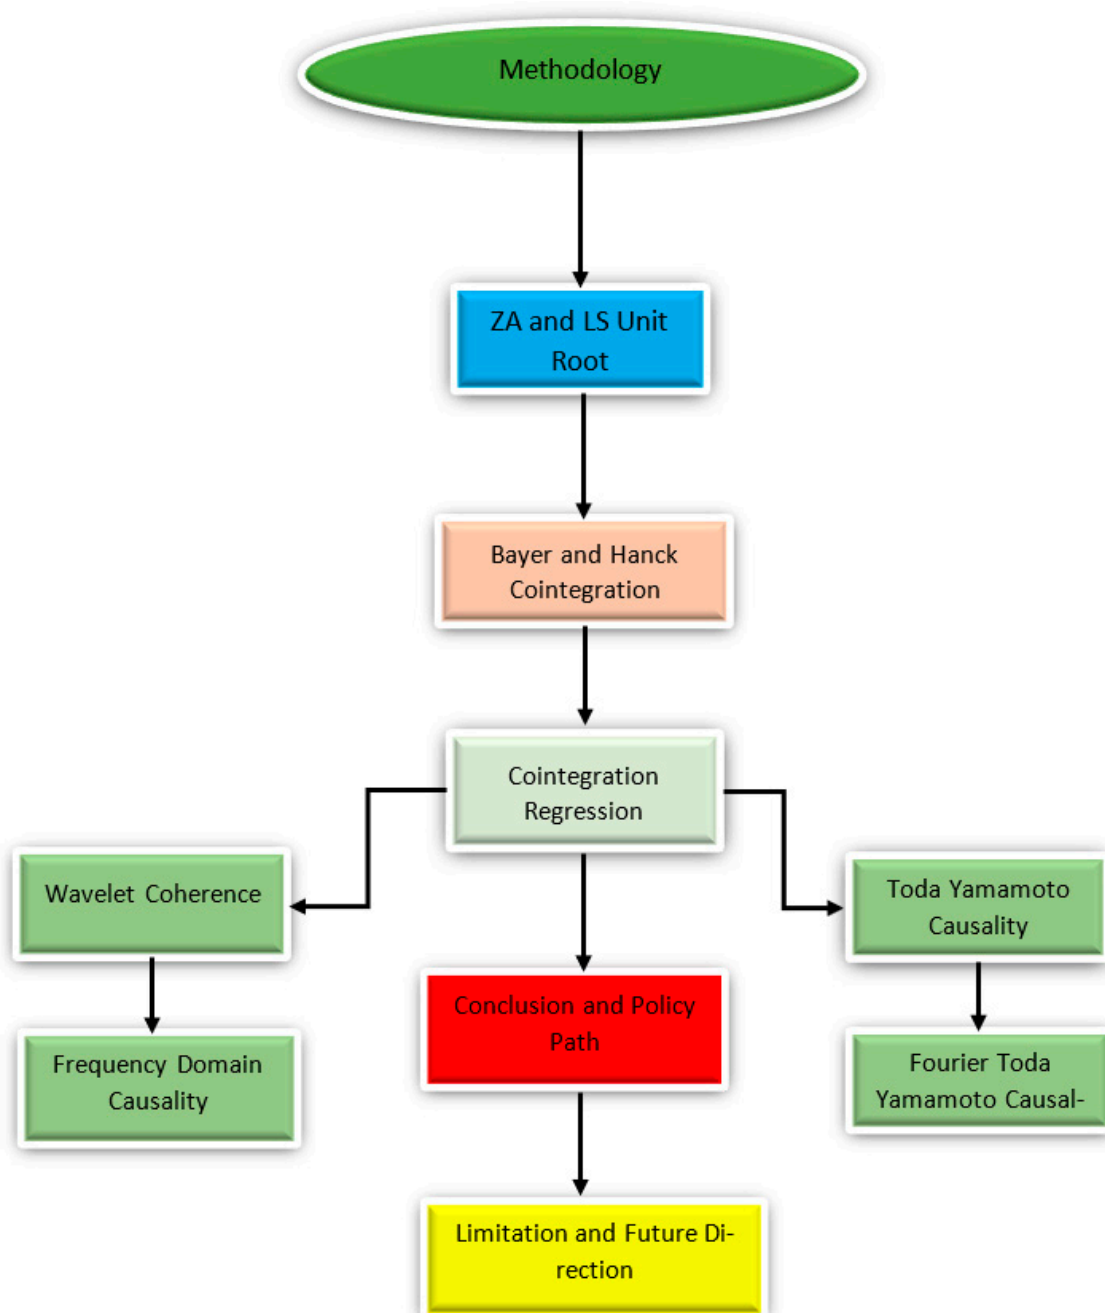 Methodology
ZA and LS Unit
Root
Bayer and Hanck
Cointegration
Cointegration
Regression
Wavelet Coherence
Toda Yamamoto
Causality
Conclusion and Policy
Path
Frequency Domain
Causality
Fourier Toda
Yamamoto Causal-
Limitation and Future Di-
rection